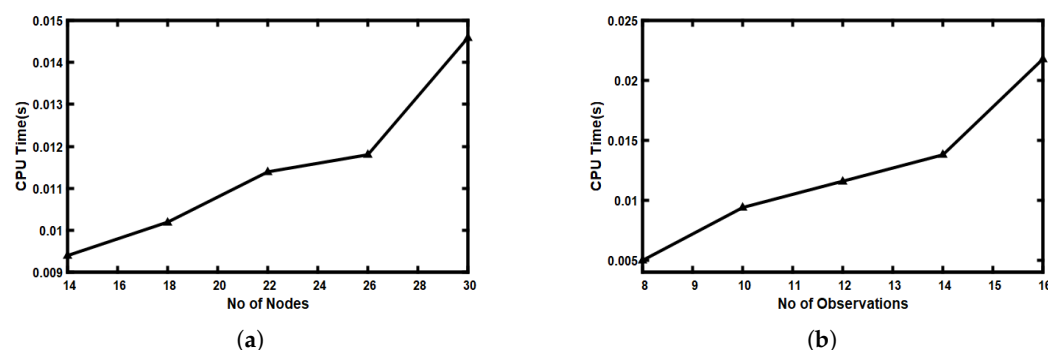 0.015
0.014
0.013
0.012
0.011
0.01
0.009
CPU Time(s)
14 16 18 20 22 24 26 28 30
No of Nodes
(a)
0.025
0.02
0.015
0.01
0.005
CPU Time(s)
8 9 10 11 12 13 14 15 16
No of Observations
(b)